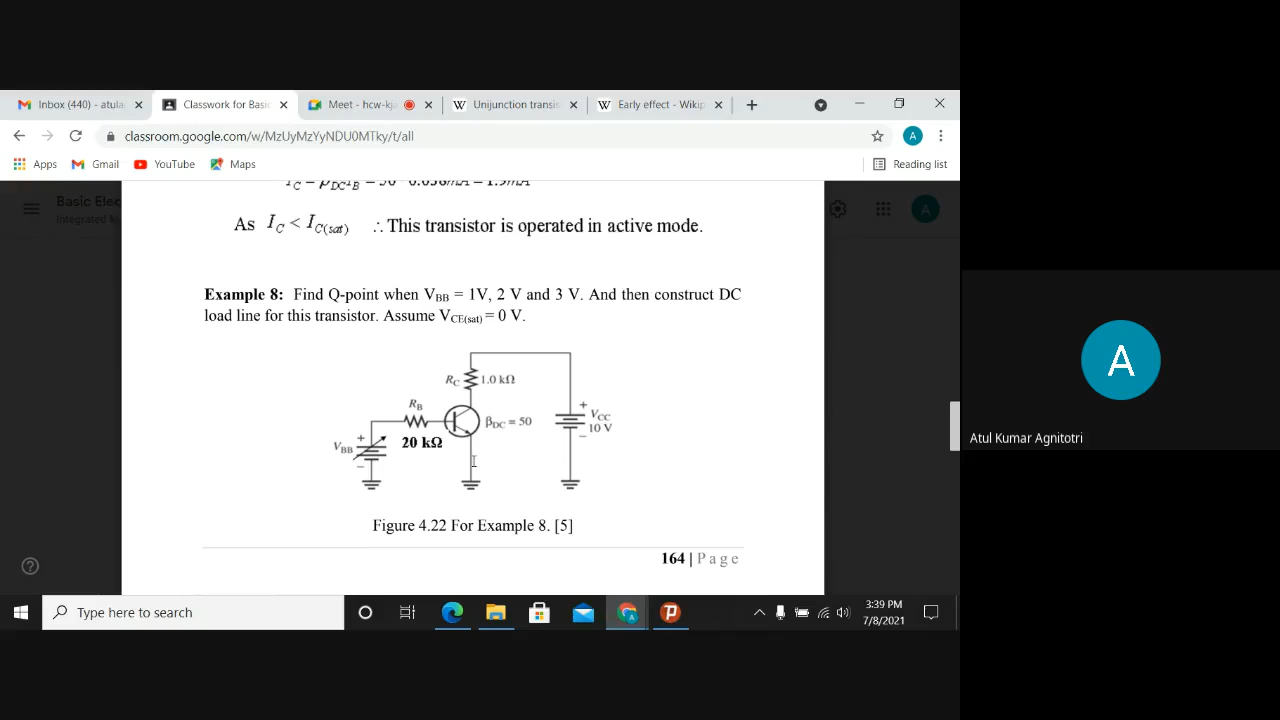 Inbox (440) - atula
Classwork for Basic
Meet - hcw-kj
Unijunction transis
Early effect - Wikip
classroom.google.com/w/MzUyMzYyNDU0MTky/t/all
Apps
Gmail
YouTube
Maps
Reading list
A
Basic Elec
Integrated
A
As I_C < I_C(sat) ∴ This transistor is operated in active mode.
Example 8: Find Q-point when V_BB = 1V, 2 V and 3 V. And then construct DC
load line for this transistor. Assume V_CE(sat) = 0 V.
R_C 1.0 kΩ
R_B
20 kΩ
β_DC = 50
+
V_CC
10 V
−
+
V_BB
−
Figure 4.22 For Example 8. [5]
164 | P a g e
Type here to search
3:39 PM
7/8/2021
A
Atul Kumar Agnitotri